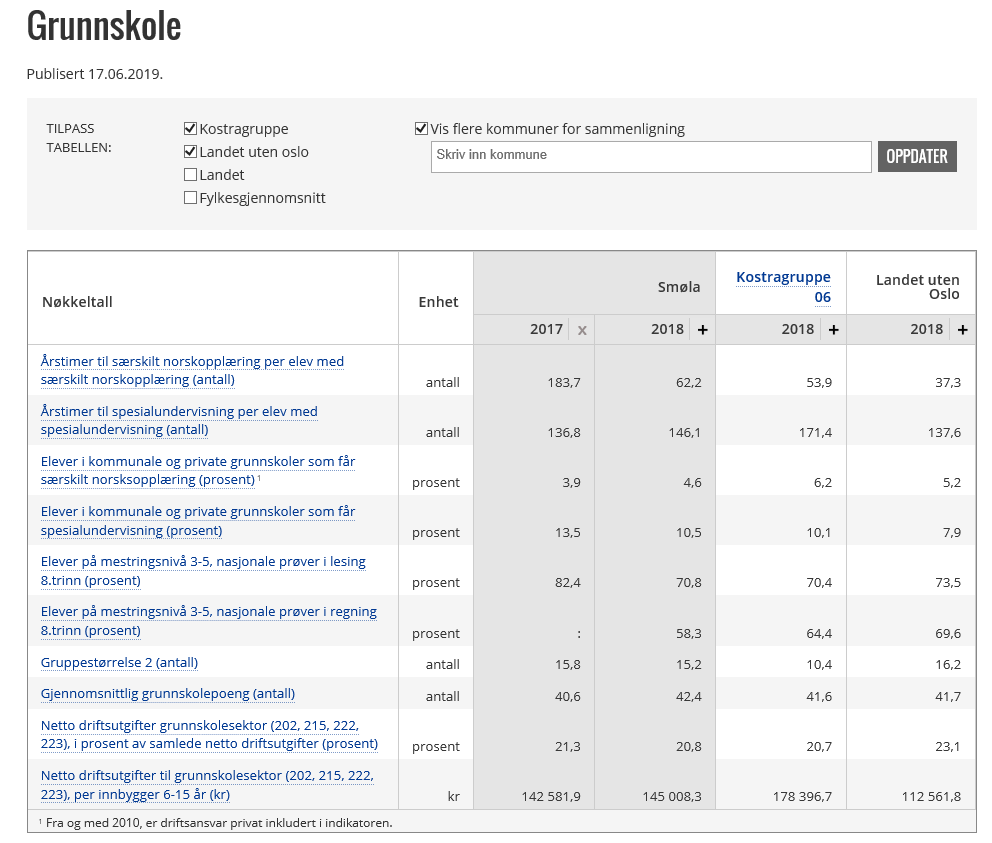 Grunnskole
Publisert 17.06.2019.
TILPASS
TABELLEN:
Kostragruppe
Landet uten oslo
Landet
Fylkesgjennomsnitt
Vis flere kommuner for sammenligning
Skriv inn kommune
OPPDATER
Nøkkeltall Enhet Smøla Kostragruppe 06 Landet uten Oslo
2017 x 2018 + 2018 + 2018 +
Årstimer til særskilt norskopplæring per elev med
særskilt norskopplæring (antall) antall 183,7 62,2 53,9 37,3
Årstimer til spesialundervisning per elev med
spesialundervisning (antall) antall 136,8 146,1 171,4 137,6
Elever i kommunale og private grunnskoler som får
særskilt norsksopplæring (prosent) ¹ prosent 3,9 4,6 6,2 5,2
Elever i kommunale og private grunnskoler som får
spesialundervisning (prosent) prosent 13,5 10,5 10,1 7,9
Elever på mestringsnivå 3-5, nasjonale prøver i lesing
8.trinn (prosent) prosent 82,4 70,8 70,4 73,5
Elever på mestringsnivå 3-5, nasjonale prøver i regning
8.trinn (prosent) prosent : 58,3 64,4 69,6
Gruppestørrelse 2 (antall) antall 15,8 15,2 10,4 16,2
Gjennomsnittlig grunnskolepoeng (antall) antall 40,6 42,4 41,6 41,7
Netto driftsutgifter grunnskolesektor (202, 215, 222,
223), i prosent av samlede netto driftsutgifter (prosent) prosent 21,3 20,8 20,7 23,1
Netto driftsutgifter til grunnskolesektor (202, 215, 222,
223), per innbygger 6-15 år (kr) kr 142 581,9 145 008,3 178 396,7 112 561,8
¹ Fra og med 2010, er driftsansvar privat inkludert i indikatoren.